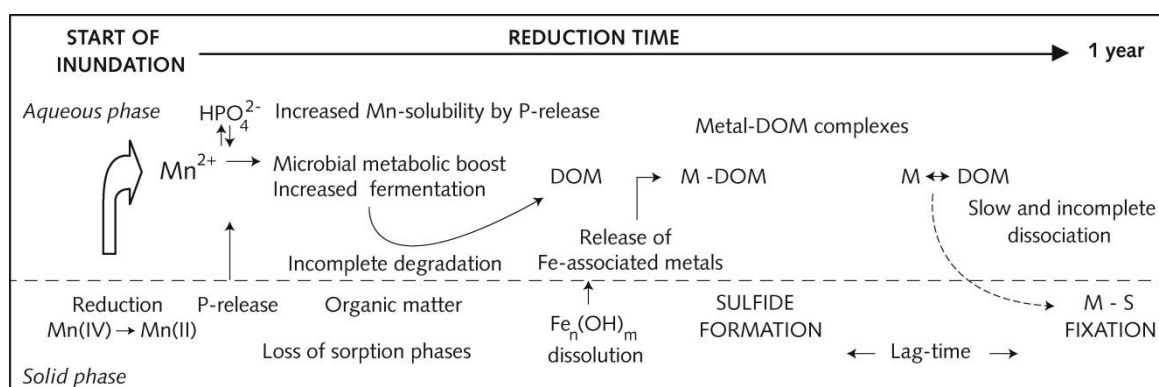 START OF
INUNDATION
REDUCTION TIME
1 year
Aqueous phase
HPO₄²⁻
Increased Mn-solubility by P-release
Mn²⁺
Microbial metabolic boost
Increased fermentation
DOM
Metal-DOM complexes
M -DOM
M ↔ DOM
Slow and incomplete
dissociation
Incomplete degradation
Release of
Fe-associated metals
Reduction
Mn(IV) → Mn(II)
P-release
Organic matter
Loss of sorption phases
Feₙ(OH)ₘ
dissolution
SULFIDE
FORMATION
Lag-time
M - S
FIXATION
Solid phase